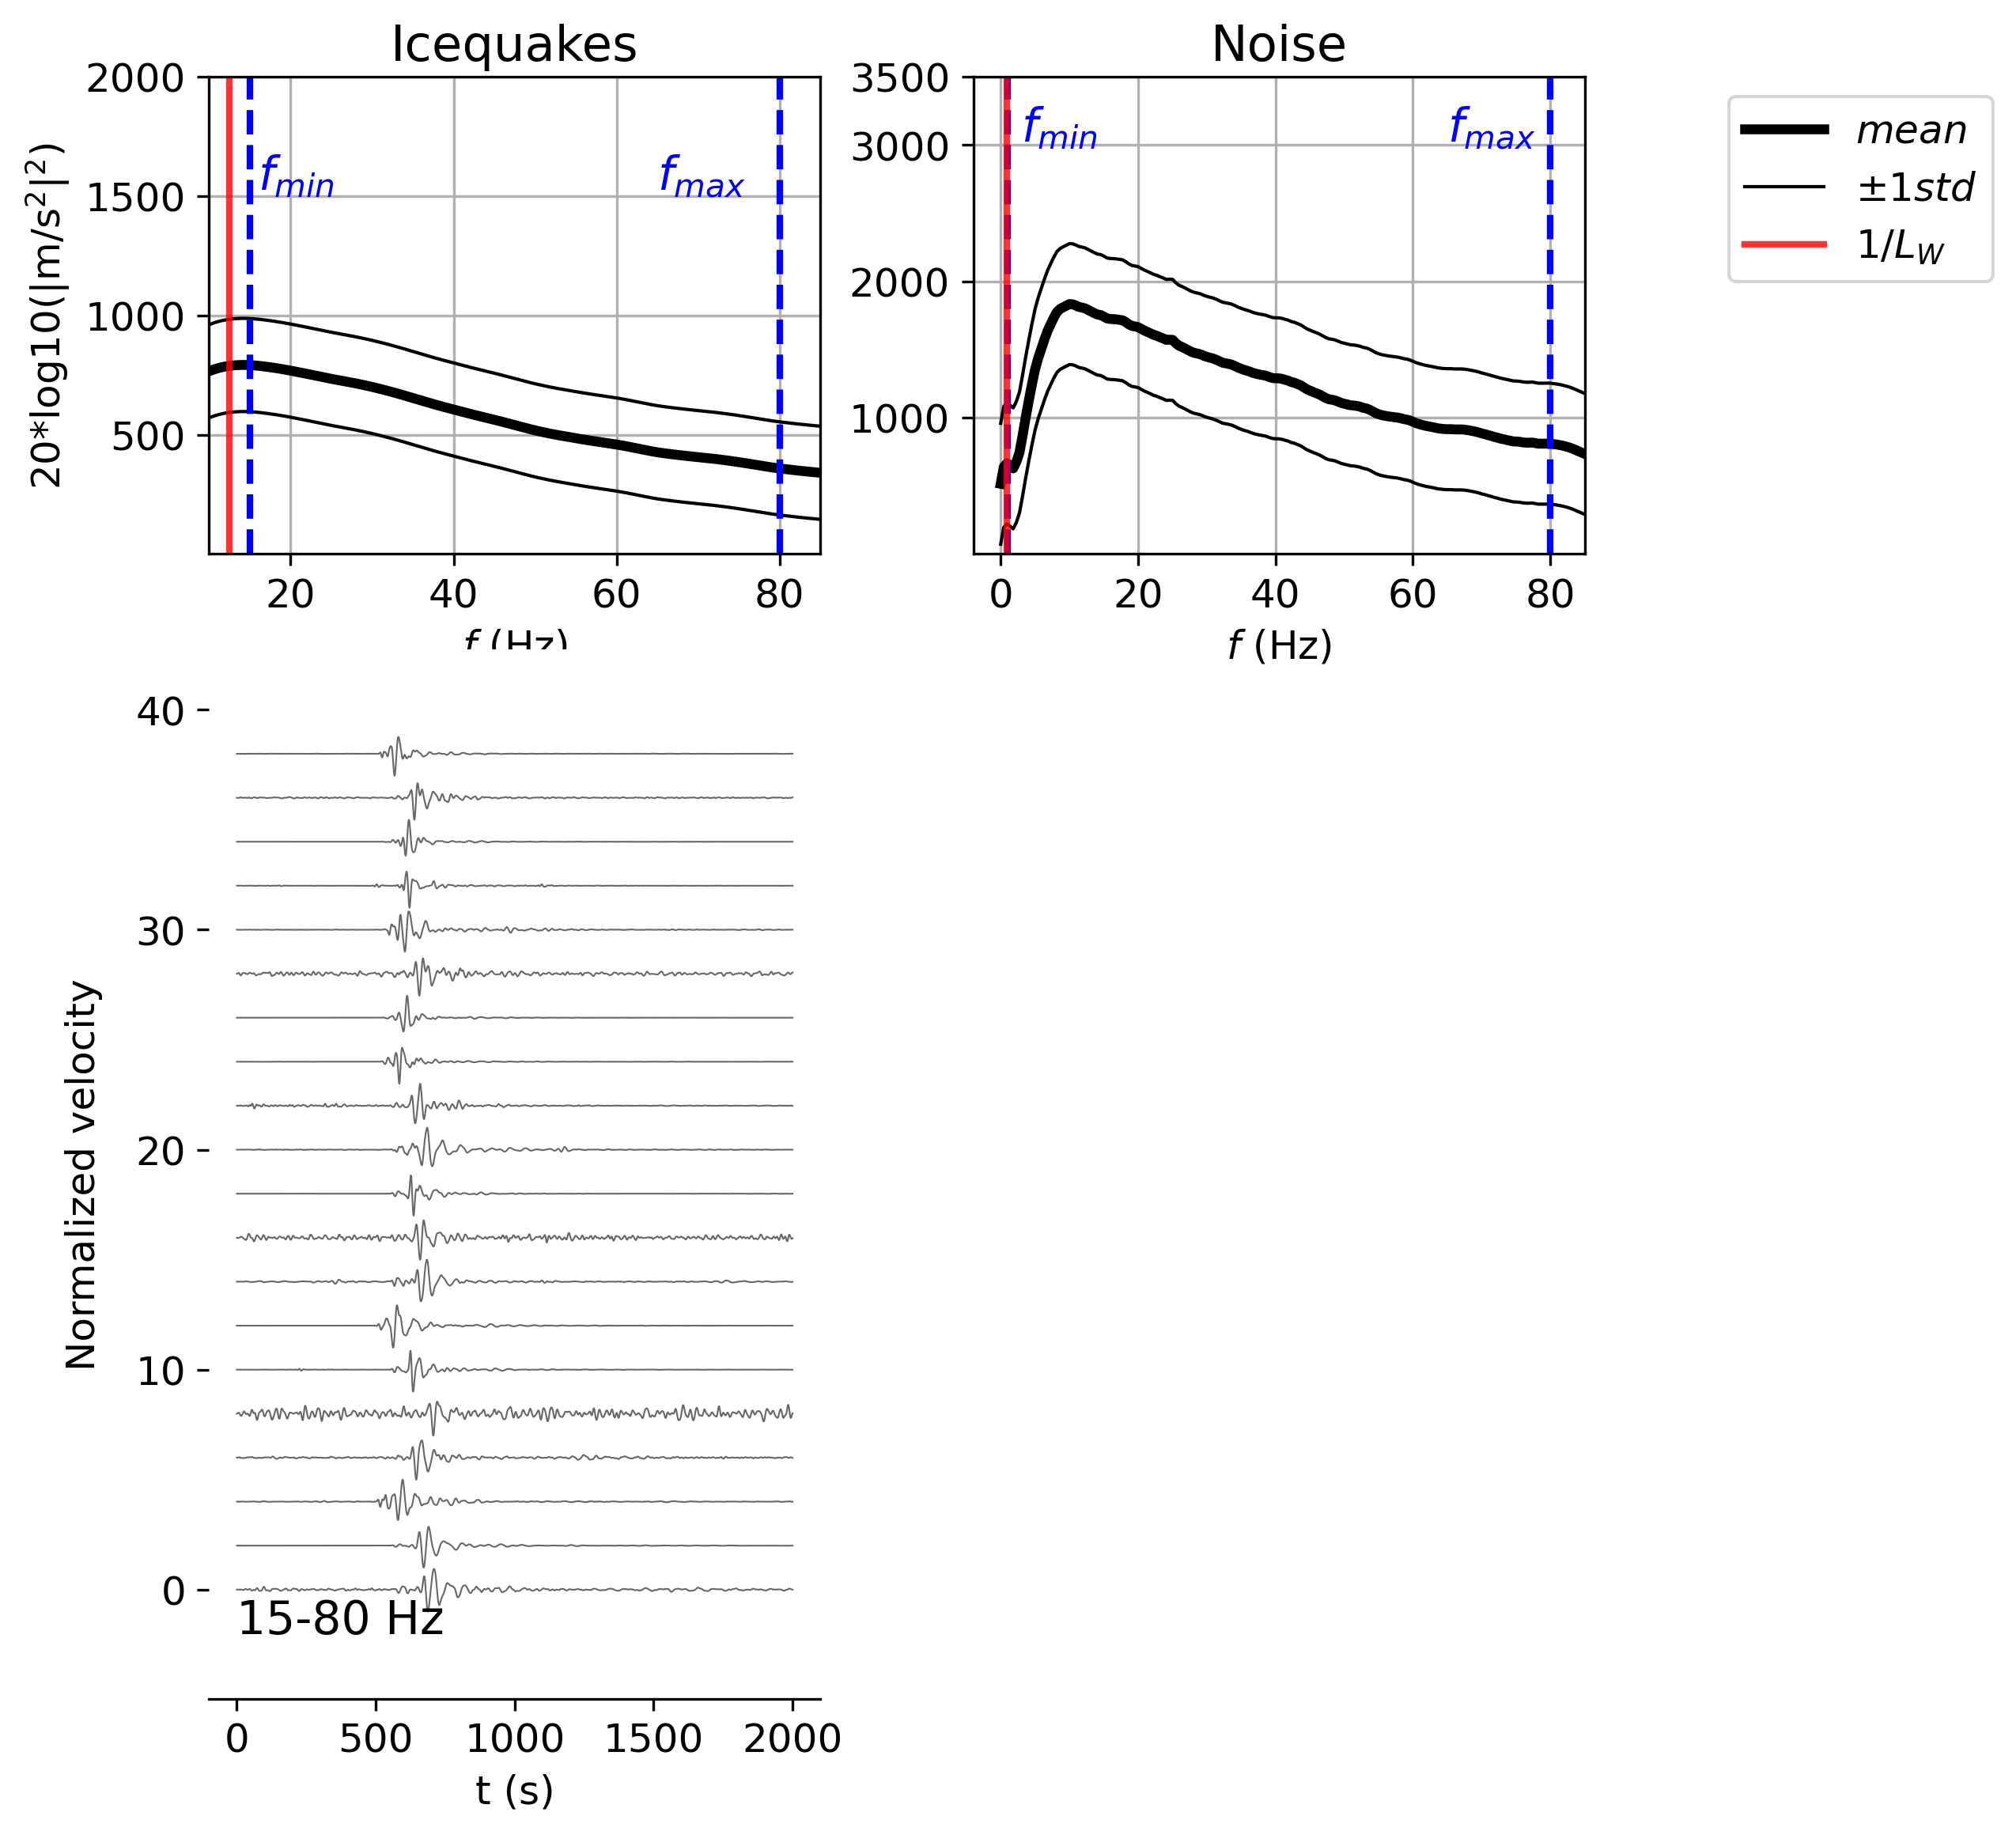 Icequakes
20*log10(|m/s²|²)
2000
1500
1000
500
f_min
f_max
20 40 60 80
f (Hz)
Noise
3500
3000
2000
1000
f_min
f_max
0 20 40 60 80
f (Hz)
mean
±1std
1/L_W
Normalized velocity
40
30
20
10
0
15-80 Hz
0 500 1000 1500 2000
t (s)